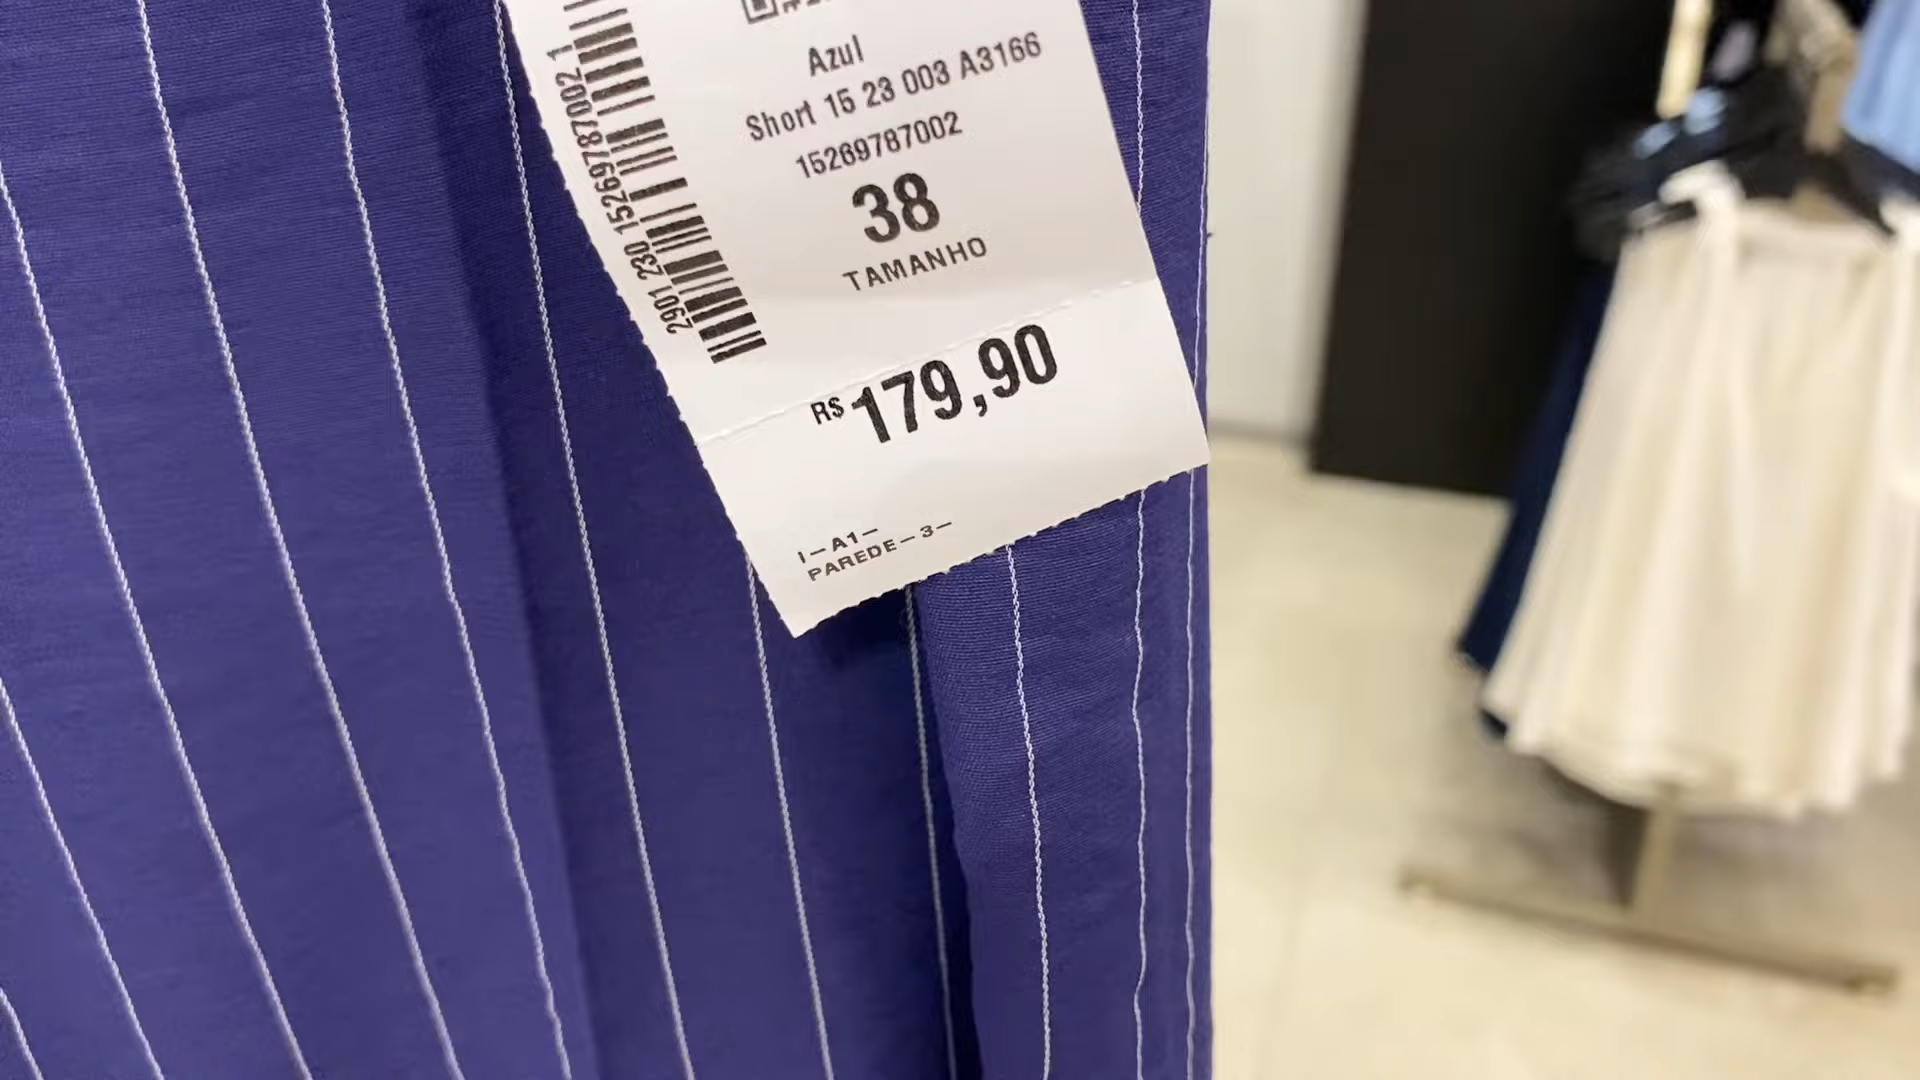 Azul
Short 15 23 003 A3166
15269787002
38
TAMANHO
R$ 179,90
I-A1-
PAREDE-3-
2901 230 15269787002 1